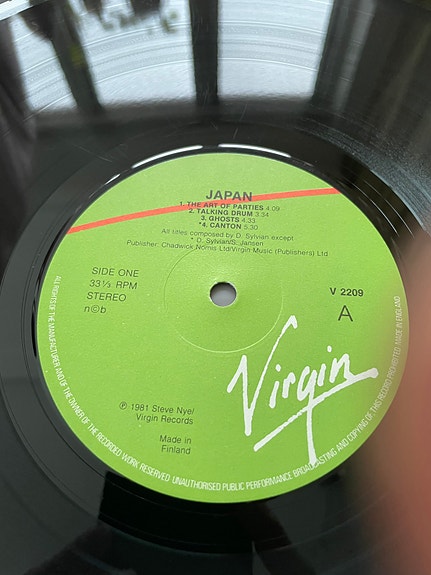 JAPAN
1. THE ART OF PARTIES 4.09
2. TALKING DRUM 3.34
3. GHOSTS 4.33
*4. CANTON 5.30
All titles composed by D. Sylvian except
* D. Sylvian/S. Jansen
Publisher: Chadwick Nomis Ltd/Virgin Music (Publishers) Ltd
SIDE ONE
33⅓ RPM
STEREO
n©b
V 2209
A
Virgin
℗ 1981 Steve Nye/
Virgin Records
Made in
Finland
ALL RIGHTS OF THE MANUFACTURER AND OF THE OWNER OF THE RECORDED WORK RESERVED UNAUTHORISED PUBLIC PERFORMANCE BROADCASTING AND COPYING OF THIS RECORD PROHIBITED MADE IN ENGLAND